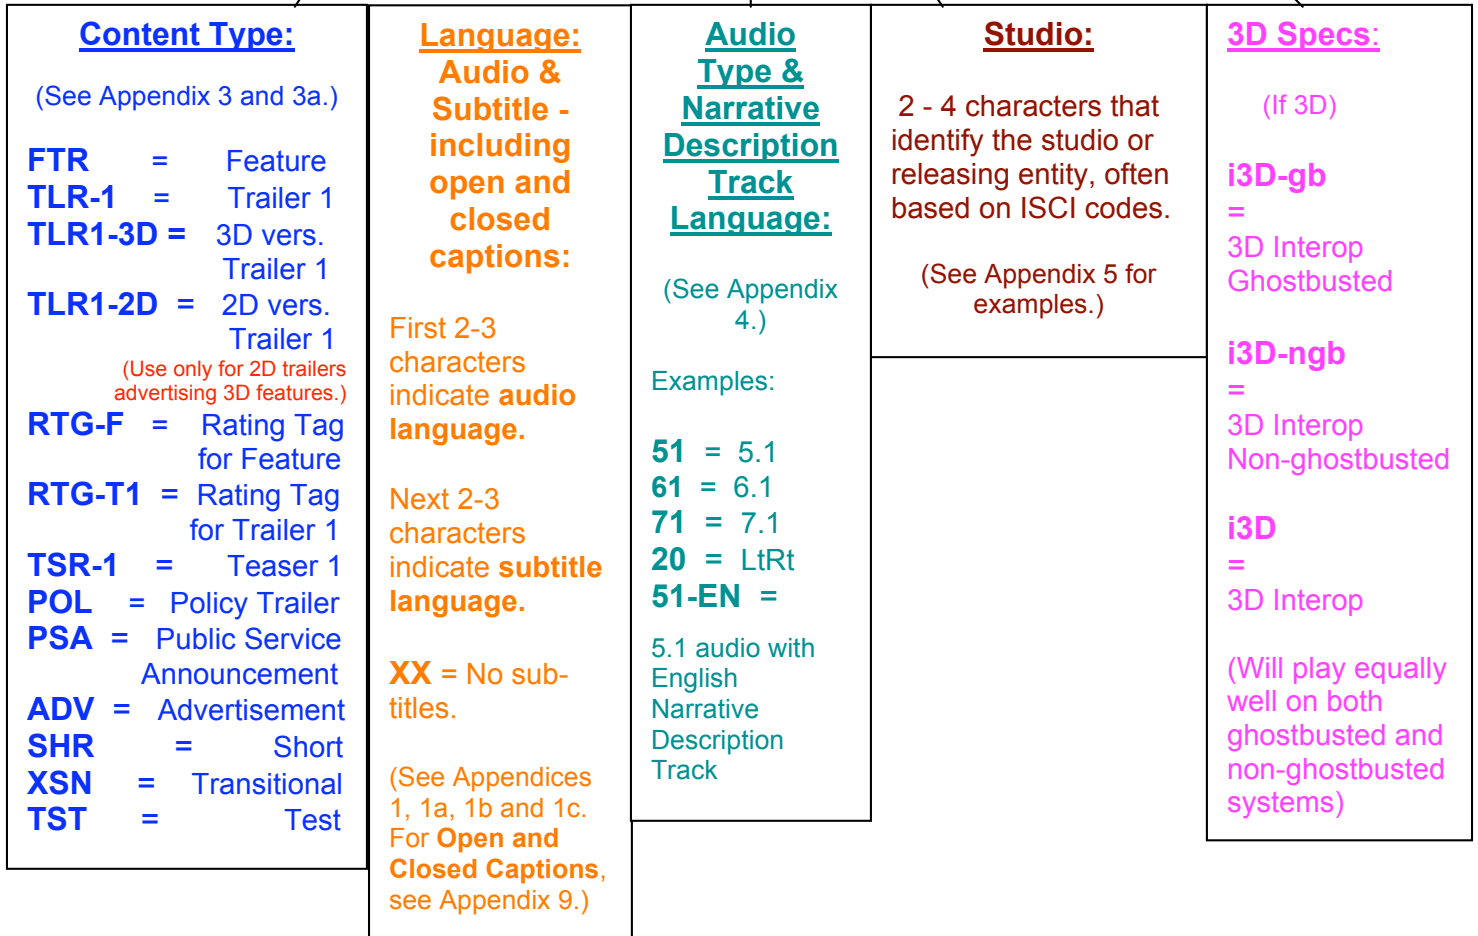 Content Type:
(See Appendix 3 and 3a.)
FTR = Feature
TLR-1 = Trailer 1
TLR1-3D = 3D vers.
Trailer 1
TLR1-2D = 2D vers.
Trailer 1
(Use only for 2D trailers
advertising 3D features.)
RTG-F = Rating Tag
for Feature
RTG-T1 = Rating Tag
for Trailer 1
TSR-1 = Teaser 1
POL = Policy Trailer
PSA = Public Service
Announcement
ADV = Advertisement
SHR = Short
XSN = Transitional
TST = Test
Language:
Audio &
Subtitle -
including
open and
closed
captions:
First 2-3
characters
indicate audio
language.
Next 2-3
characters
indicate subtitle
language.
XX = No sub-
titles.
(See Appendices
1, 1a, 1b and 1c.
For Open and
Closed Captions,
see Appendix 9.)
Audio
Type &
Narrative
Description
Track
Language:
(See Appendix
4.)
Examples:
51 = 5.1
61 = 6.1
71 = 7.1
20 = LtRt
51-EN =
5.1 audio with
English
Narrative
Description
Track
Studio:
2 - 4 characters that
identify the studio or
releasing entity, often
based on ISCI codes.
(See Appendix 5 for
examples.)
3D Specs:
(If 3D)
i3D-gb
=
3D Interop
Ghostbusted
i3D-ngb
=
3D Interop
Non-ghostbusted
i3D
=
3D Interop
(Will play equally
well on both
ghostbusted and
non-ghostbusted
systems)